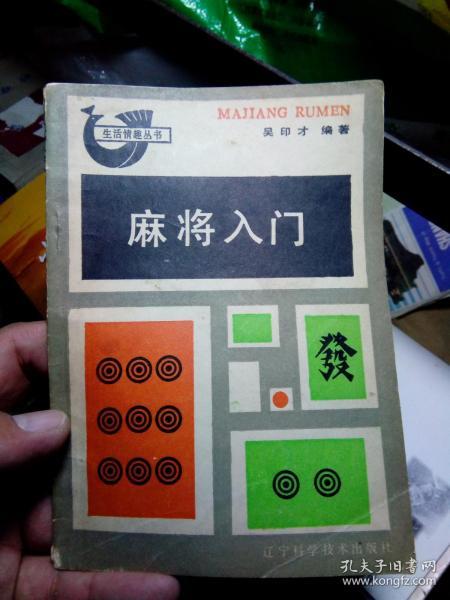 MAJIANG RUMEN
生活情趣丛书
吴印才 编著
麻将入门
發
辽宁科学技术出版社
孔夫子旧书网
www.kongfz.com